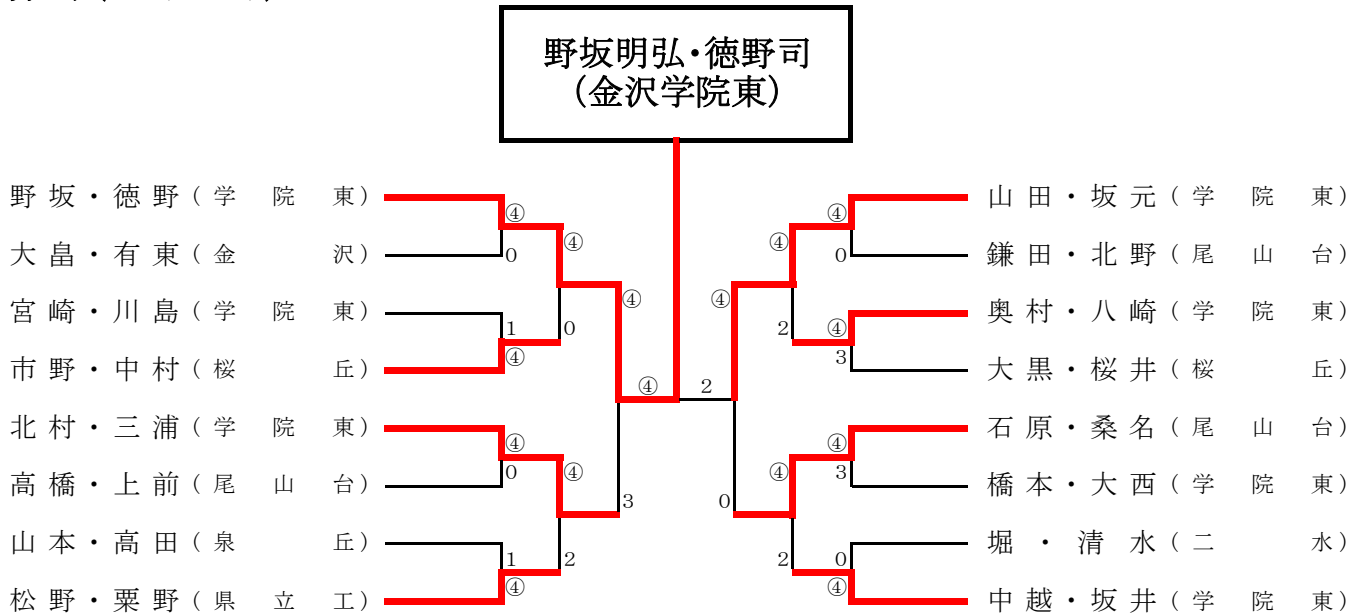 野坂明弘・徳野司
(金沢学院東)
野坂・徳野(学院東)
大畠・有東(金沢)
宮崎・川島(学院東)
市野・中村(桜丘)
北村・三浦(学院東)
高橋・上前(尾山台)
山本・高田(泉丘)
松野・粟野(県立工)
④
0
1
④
④
0
1
④
④
0
④
2
④
3
④
2
④
0
④
2
④
2
④
0
④
3
④
3
0
④
山田・坂元(学院東)
鎌田・北野(尾山台)
奥村・八崎(学院東)
大黒・桜井(桜丘)
石原・桑名(尾山台)
橋本・大西(学院東)
堀・清水(二水)
中越・坂井(学院東)